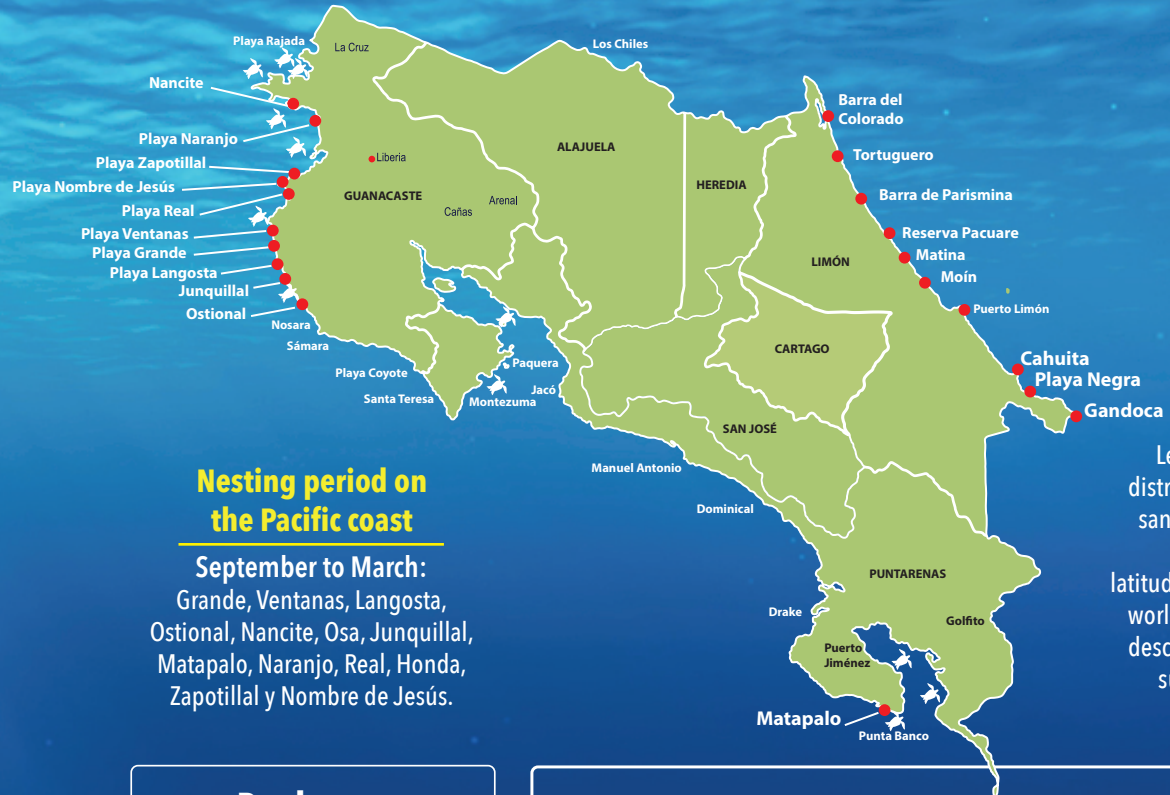 Playa Rajada
La Cruz
Los Chiles
Nancite
Playa Naranjo
Playa Zapotillal
Playa Nombre de Jesús
Playa Real
Playa Ventanas
Playa Grande
Playa Langosta
Junquillal
Ostional
Nosara
Sámara
Playa Coyote
Santa Teresa
Montezuma
Paquera
Jacó
Liberia
GUANACASTE
Cañas
Arenal
ALAJUELA
HEREDIA
LIMÓN
CARTAGO
SAN JOSÉ
PUNTARENAS
Barra del
Colorado
Tortuguero
Barra de Parismina
Reserva Pacuare
Matina
Moín
Puerto Limón
Cahuita
Playa Negra
Gandoca
Manuel Antonio
Dominical
Drake
Golfito
Puerto
Jiménez
Matapalo
Punta Banco
Nesting period on
the Pacific coast
September to March:
Grande, Ventanas, Langosta,
Ostional, Nancite, Osa, Junquillal,
Matapalo, Naranjo, Real, Honda,
Zapotillal y Nombre de Jesús.